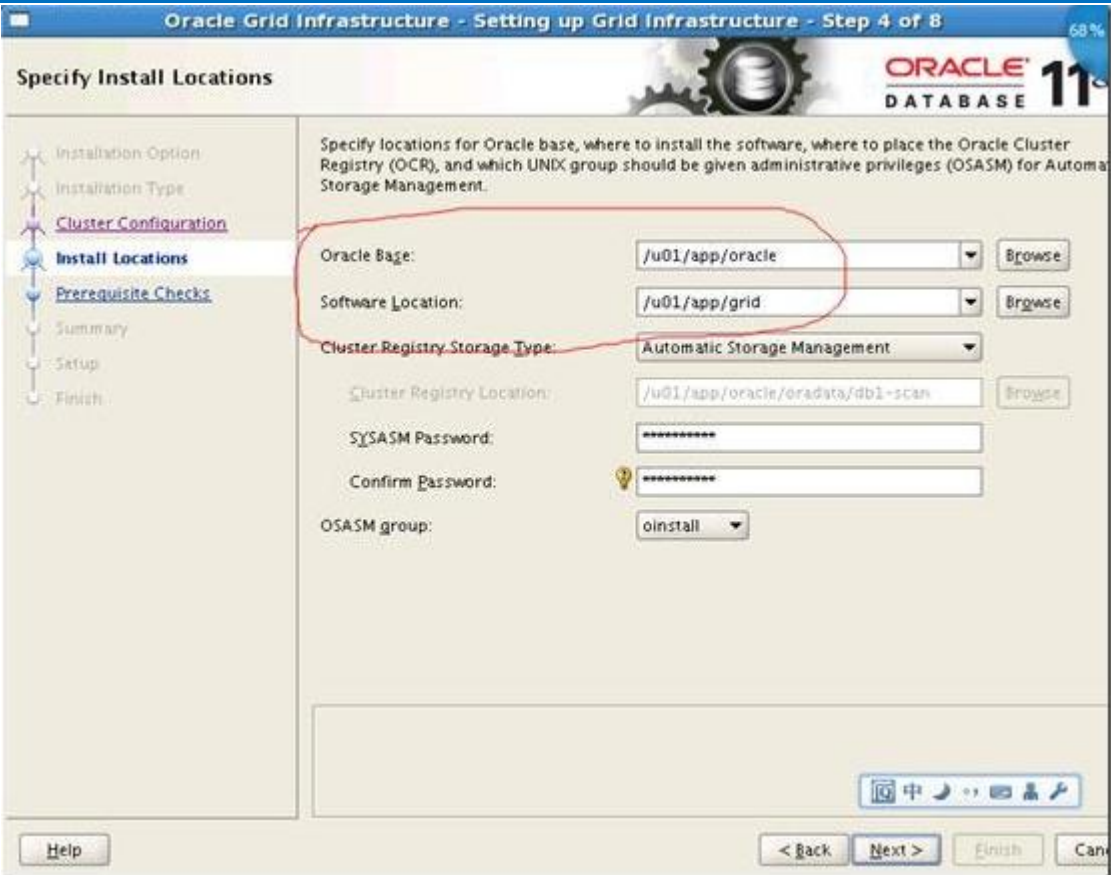 Oracle Grid Infrastructure - Setting up Grid Infrastructure - Step 4 of 8
68%
Specify Install Locations
ORACLE
DATABASE
11
Installation Option
Installation Type
Cluster Configuration
Install Locations
Prerequisite Checks
Summary
Setup
Finish
Specify locations for Oracle base, where to install the software, where to place the Oracle Cluster
Registry (OCR), and which UNIX group should be given administrative privileges (OSASM) for Automa
Storage Management.
Oracle Base: /u01/app/oracle Browse
Software Location: /u01/app/grid Browse
Cluster Registry Storage Type: Automatic Storage Management
Cluster Registry Location: /u01/app/oracle/oradata/db1-scan Browse
SYSASM Password: **********
Confirm Password: **********
OSASM group: oinstall
中
Help < Back Next > Finish Can